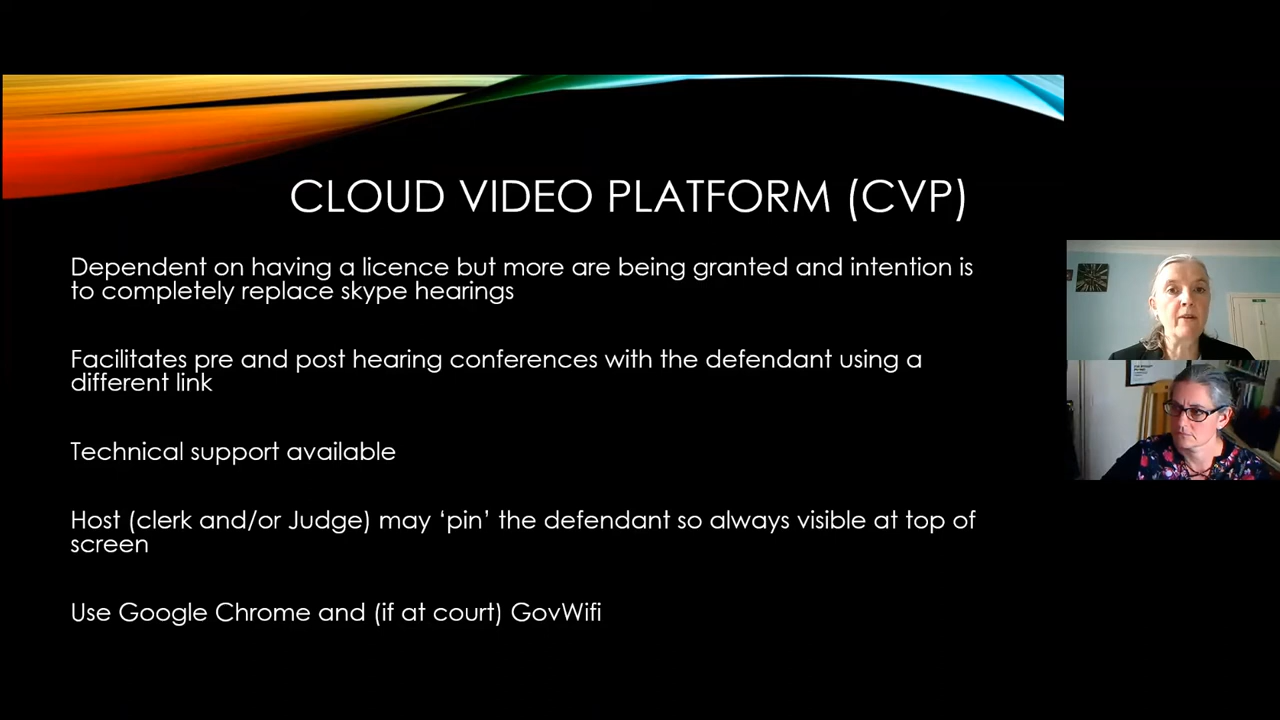 CLOUD VIDEO PLATFORM (CVP)
Dependent on having a licence but more are being granted and intention is
to completely replace skype hearings
Facilitates pre and post hearing conferences with the defendant using a
different link
Technical support available
Host (clerk and/or Judge) may ‘pin’ the defendant so always visible at top of
screen
Use Google Chrome and (if at court) GovWifi